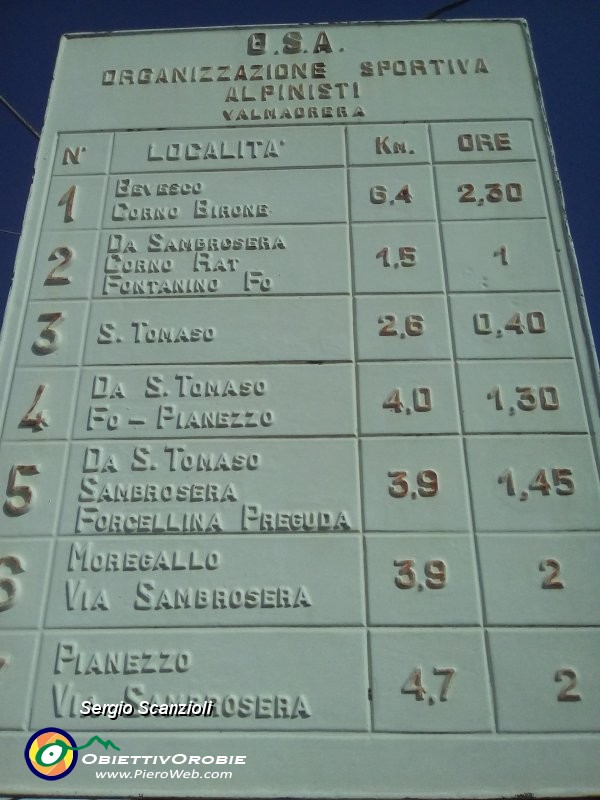 O.S.A.
ORGANIZZAZIONE SPORTIVA
ALPINISTI
VALMADRERA
N° LOCALITA' KM. ORE
1 BEVESCO
CORNO BIRONE 6,4 2,30
2 DA SAMBROSERA
CORNO RAT
FONTANINO FO 1,5 1
3 S. TOMASO 2,6 0,40
4 DA S. TOMASO
FO – PIANEZZO 4,0 1,30
5 DA S. TOMASO
SAMBROSERA
FORCELLINA PREGUDA 3,9 1,45
6 MOREGALLO
VIA SAMBROSERA 3,9 2
7 PIANEZZO
VIA SAMBROSERA 4,7 2
Sergio Scanzioli
OBIETTIVOOROBIE
www.PieroWeb.com